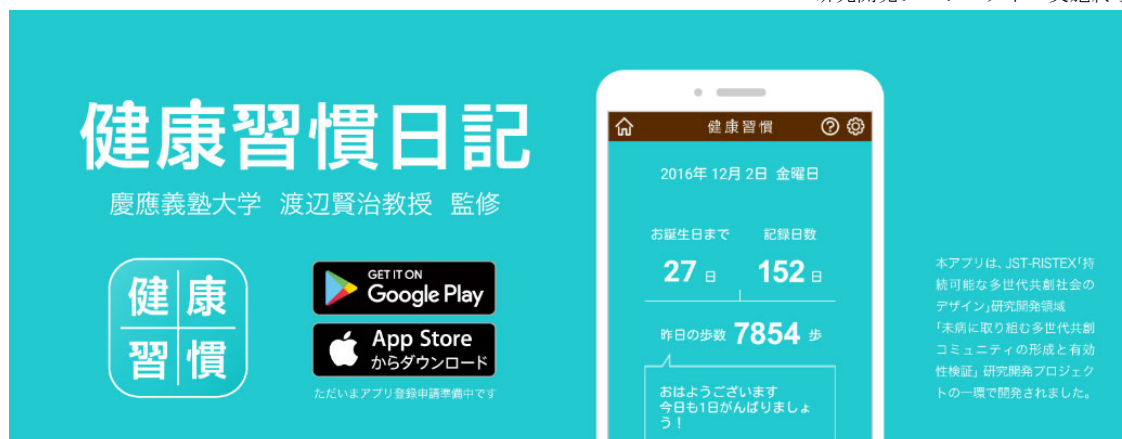 健康習慣日記
慶應義塾大学 渡辺賢治教授 監修
健康
習慣
GET IT ON
Google Play
App Store
からダウンロード
ただいまアプリ登録申請準備中です
健康習慣
2016年 12月 2日 金曜日
お誕生日まで 記録日数
27 日 152 日
昨日の歩数 7854 歩
おはようございます
今日も1日がんばりましょ
う!
本アプリは、JST-RISTEX「持
続可能な多世代共創社会の
デザイン」研究開発領域
「未病に取り組む多世代共創
コミュニティの形成と有効
性検証」研究開発プロジェク
トの一環で開発されました。